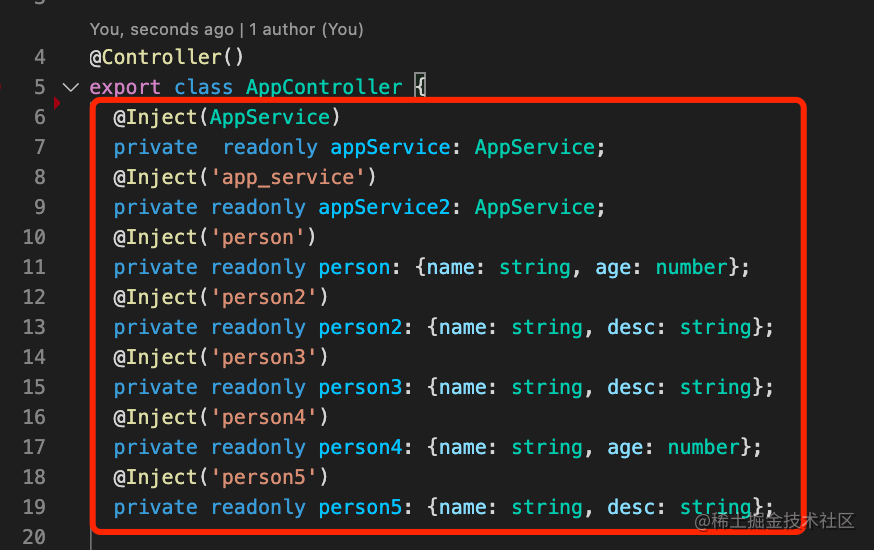 You, seconds ago | 1 author (You)
4 @Controller()
5 export class AppController {
6 @Inject(AppService)
7 private  readonly appService: AppService;
8 @Inject('app_service')
9 private readonly appService2: AppService;
10 @Inject('person')
11 private readonly person: {name: string, age: number};
12 @Inject('person2')
13 private readonly person2: {name: string, desc: string};
14 @Inject('person3')
15 private readonly person3: {name: string, desc: string};
16 @Inject('person4')
17 private readonly person4: {name: string, age: number};
18 @Inject('person5')
19 private readonly person5: {name: string, desc: string};
@稀土掘金技术社区
20